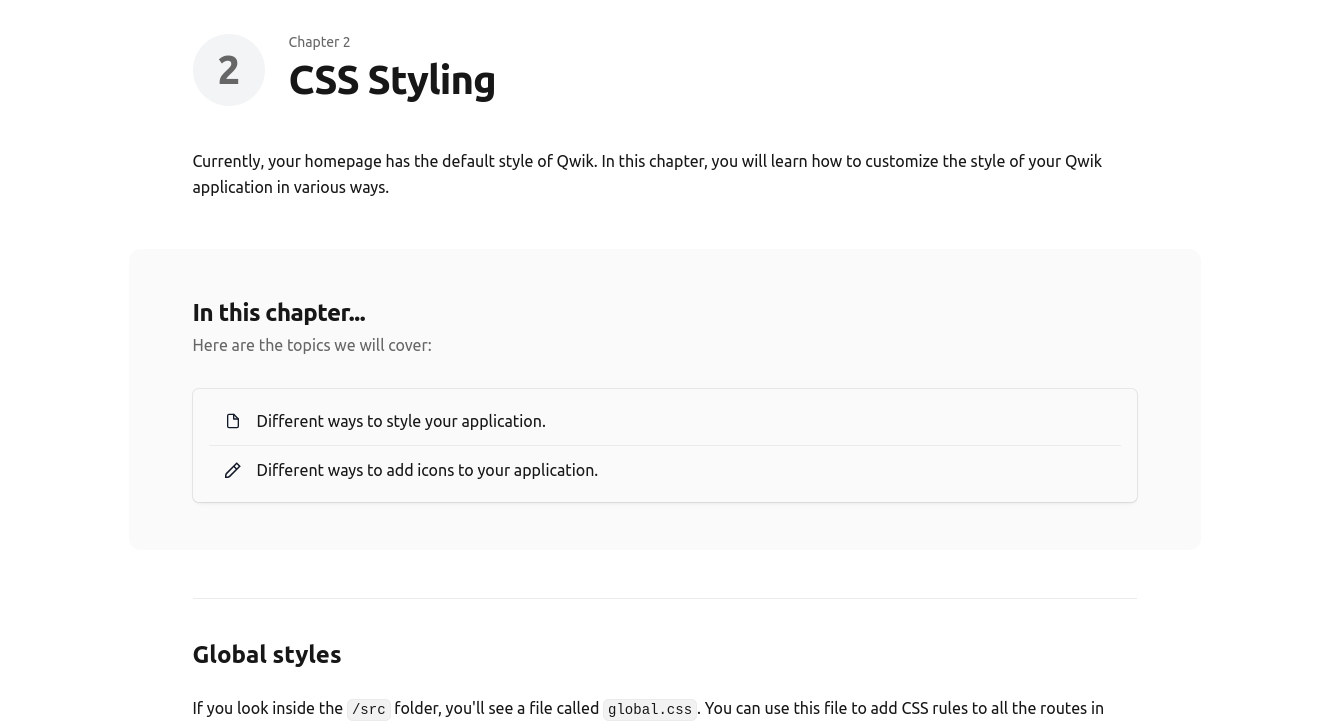 2
Chapter 2
CSS Styling
Currently, your homepage has the default style of Qwik. In this chapter, you will learn how to customize the style of your Qwik
application in various ways.
In this chapter...
Here are the topics we will cover:
Different ways to style your application.
Different ways to add icons to your application.
Global styles
If you look inside the /src folder, you'll see a file called global.css. You can use this file to add CSS rules to all the routes in